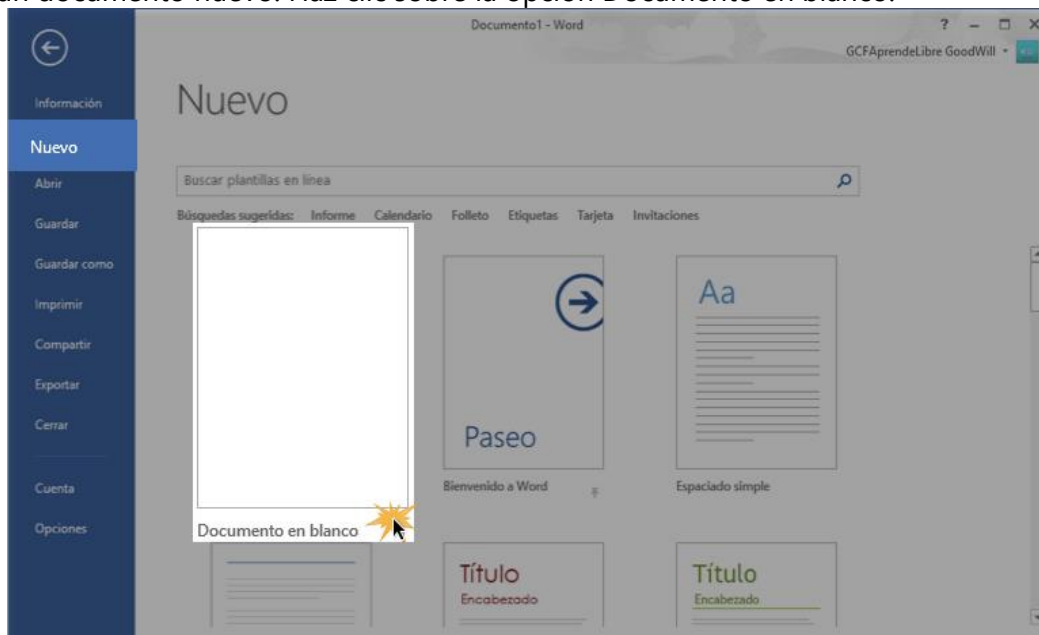 un documento nuevo. Haz clic sobre la opción Documento en blanco.
Documento1 - Word
?
GCFAprendeLibre GoodWill
Información
Nuevo
Abrir
Guardar
Guardar como
Imprimir
Compartir
Exportar
Cerrar
Cuenta
Opciones
Nuevo
Buscar plantillas en línea
Búsquedas sugeridas: Informe Calendario Folleto Etiquetas Tarjeta Invitaciones
Documento en blanco
Paseo
Bienvenido a Word
Aa
Espaciado simple
Título
Encabezado
Título
Encabezado